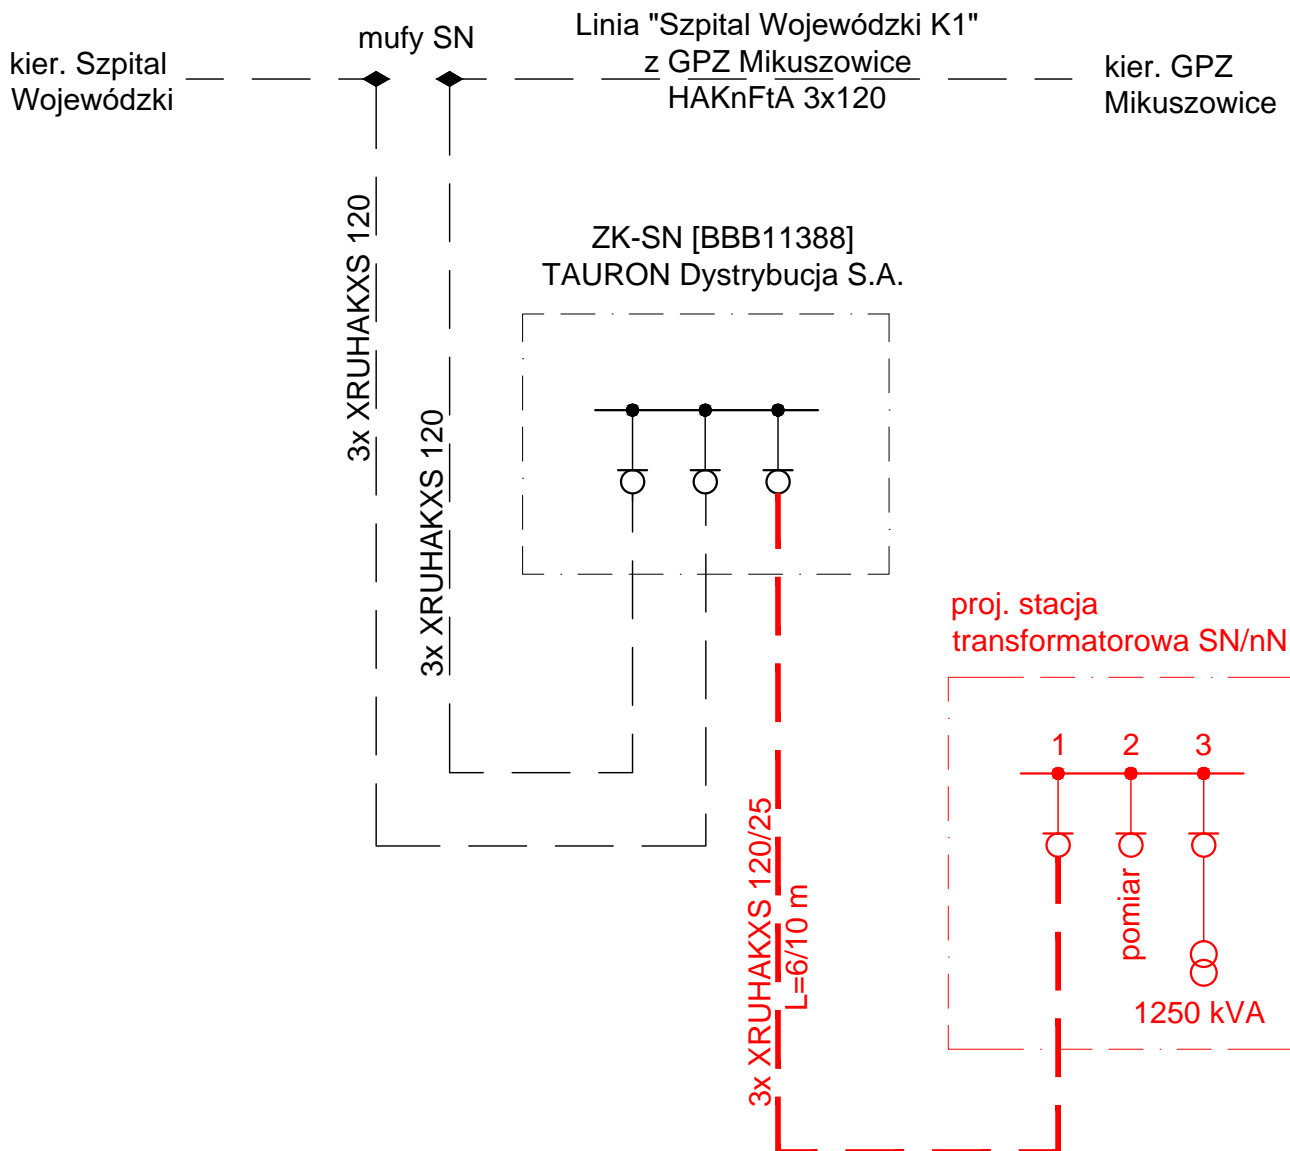 kier. Szpital
Wojewódzki
mufy SN
Linia "Szpital Wojewódzki K1"
z GPZ Mikuszowice
HAKnFtA 3x120
kier. GPZ
Mikuszowice
3x XRUHAKXS 120
3x XRUHAKXS 120
ZK-SN [BBB11388]
TAURON Dystrybucja S.A.
proj. stacja
transformatorowa SN/nN
1 2 3
pomiar
1250 kVA
3x XRUHAKXS 120/25
L=6/10 m